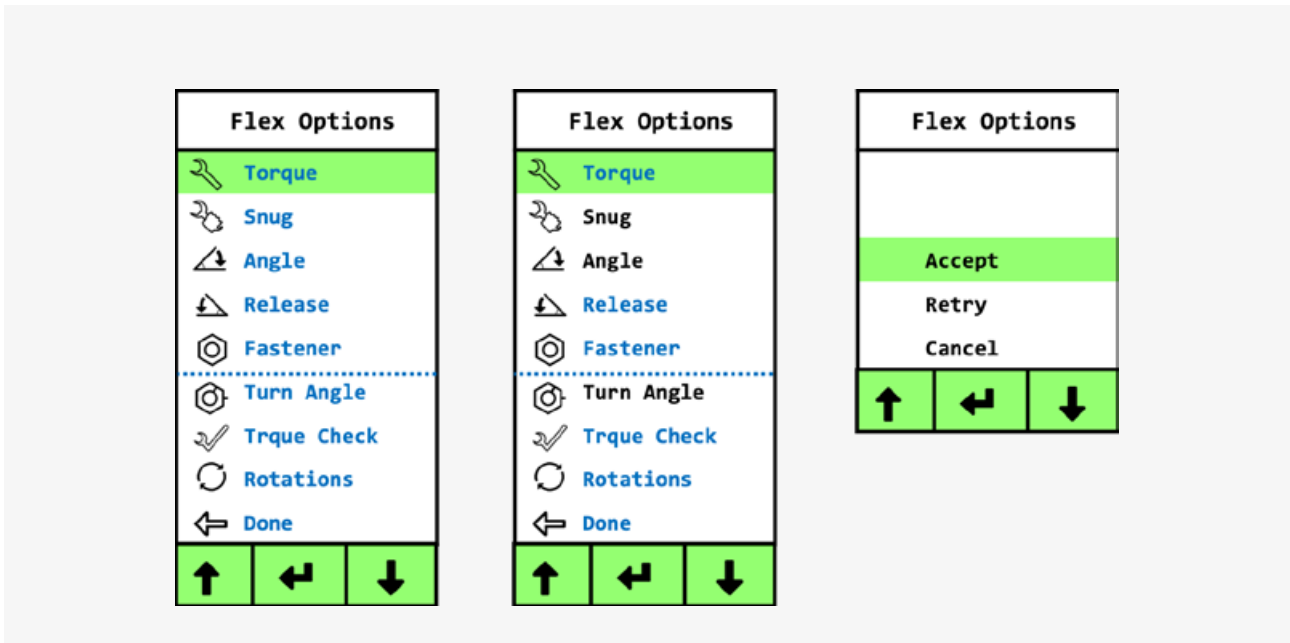 Flex Options
Torque
Snug
Angle
Release
Fastener
Turn Angle
Trque Check
Rotations
Done
Flex Options
Torque
Snug
Angle
Release
Fastener
Turn Angle
Trque Check
Rotations
Done
Flex Options
Accept
Retry
Cancel